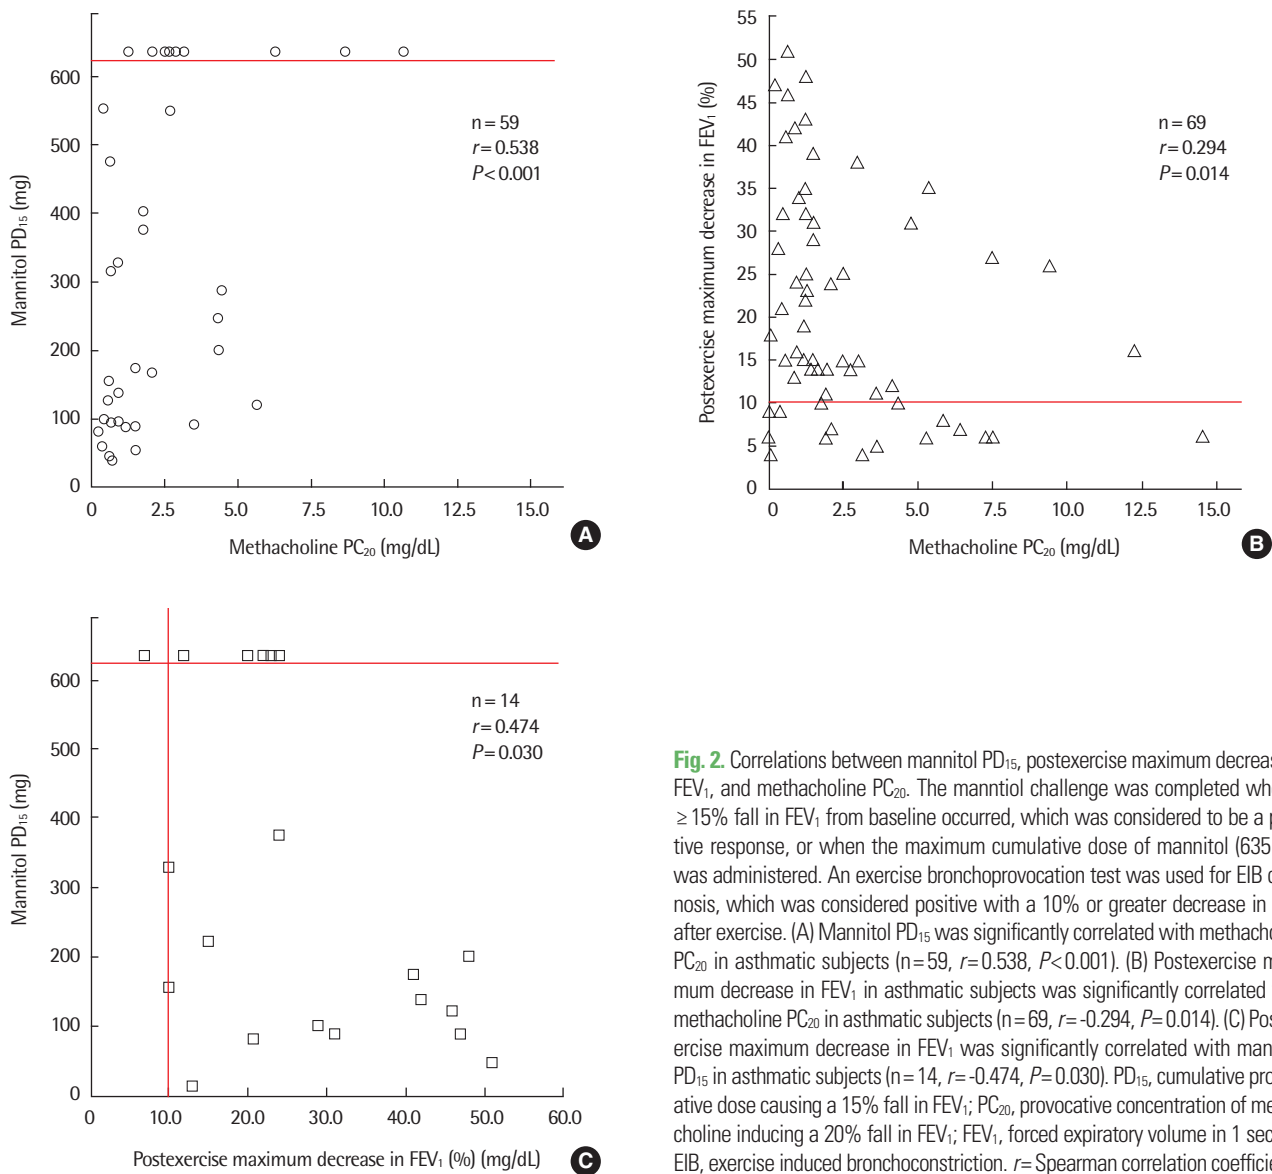 600
500
400
300
200
100
0
Mannitol PD15 (mg)
n = 59
r = 0.538
P < 0.001
0 2.5 5.0 7.5 10.0 12.5 15.0
Methacholine PC20 (mg/dL)
A
55
50
45
40
35
30
25
20
15
10
5
0
Postexercise maximum decrease in FEV1 (%)
n = 69
r = 0.294
P = 0.014
0 2.5 5.0 7.5 10.0 12.5 15.0
Methacholine PC20 (mg/dL)
B
600
500
400
300
200
100
0
Mannitol PD15 (mg)
n = 14
r = 0.474
P = 0.030
0 10.0 20.0 30.0 40.0 50.0 60.0
Postexercise maximum decrease in FEV1 (%) (mg/dL)
C
Fig. 2. Correlations between mannitol PD15, postexercise maximum decrease
FEV1, and methacholine PC20. The manntiol challenge was completed wh
≥ 15% fall in FEV1 from baseline occurred, which was considered to be a p
tive response, or when the maximum cumulative dose of mannitol (635
was administered. An exercise bronchoprovocation test was used for EIB d
nosis, which was considered positive with a 10% or greater decrease in
after exercise. (A) Mannitol PD15 was significantly correlated with methacho
PC20 in asthmatic subjects (n = 59, r = 0.538, P < 0.001). (B) Postexercise m
mum decrease in FEV1 in asthmatic subjects was significantly correlated
methacholine PC20 in asthmatic subjects (n = 69, r = -0.294, P = 0.014). (C) Pos
ercise maximum decrease in FEV1 was significantly correlated with man
PD15 in asthmatic subjects (n = 14, r = -0.474, P = 0.030). PD15, cumulative pro
ative dose causing a 15% fall in FEV1; PC20, provocative concentration of me
choline inducing a 20% fall in FEV1; FEV1, forced expiratory volume in 1 sec
EIB, exercise induced bronchoconstriction. r = Spearman correlation coefficie